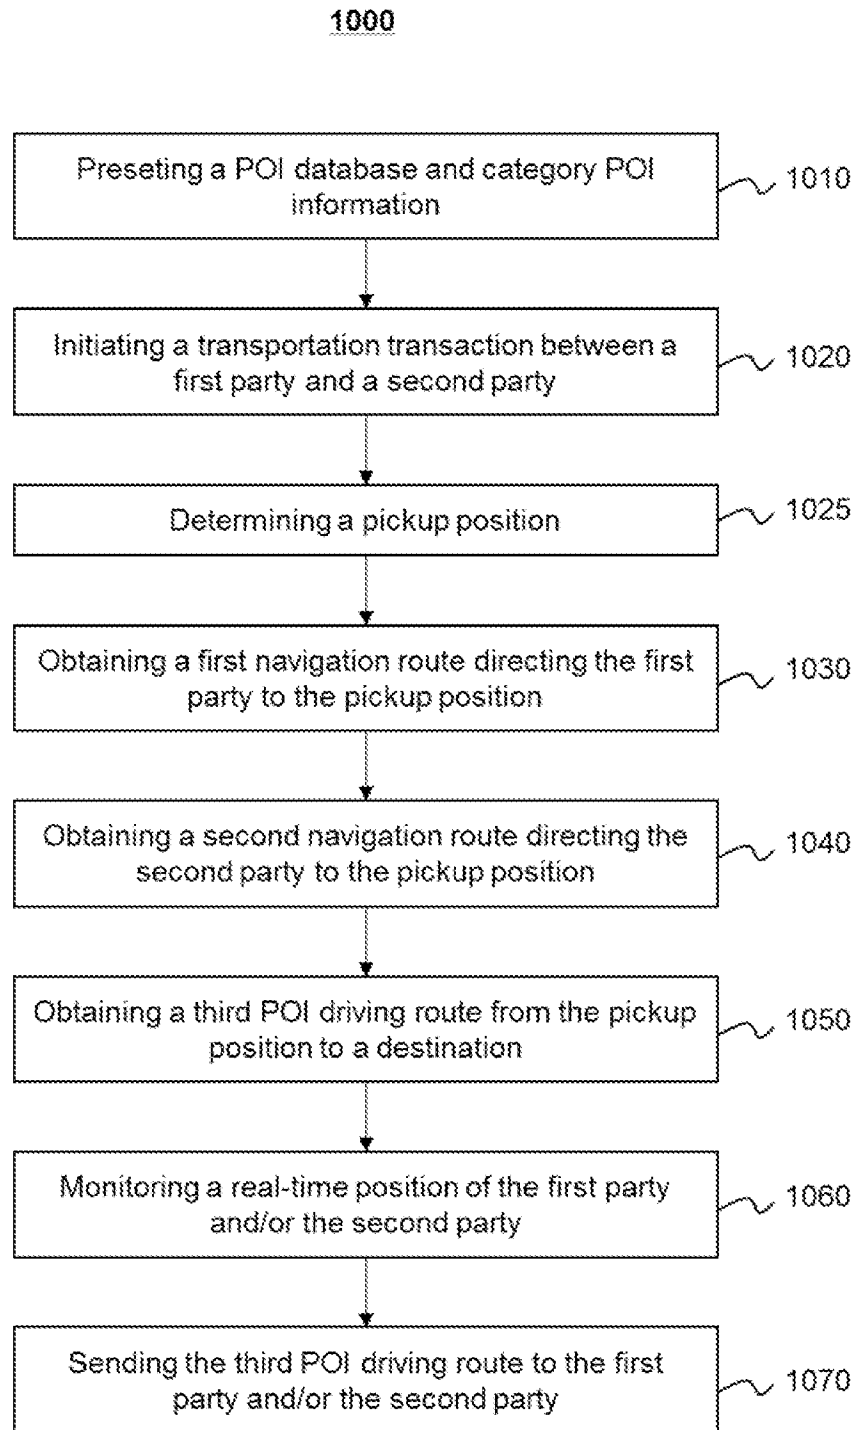 1000
Preseting a POI database and category POI
information
1010
Initiating a transportation transaction between a
first party and a second party
1020
Determining a pickup position
1025
Obtaining a first navigation route directing the first
party to the pickup position
1030
Obtaining a second navigation route directing the
second party to the pickup position
1040
Obtaining a third POI driving route from the pickup
position to a destination
1050
Monitoring a real-time position of the first party
and/or the second party
1060
Sending the third POI driving route to the first
party and/or the second party
1070